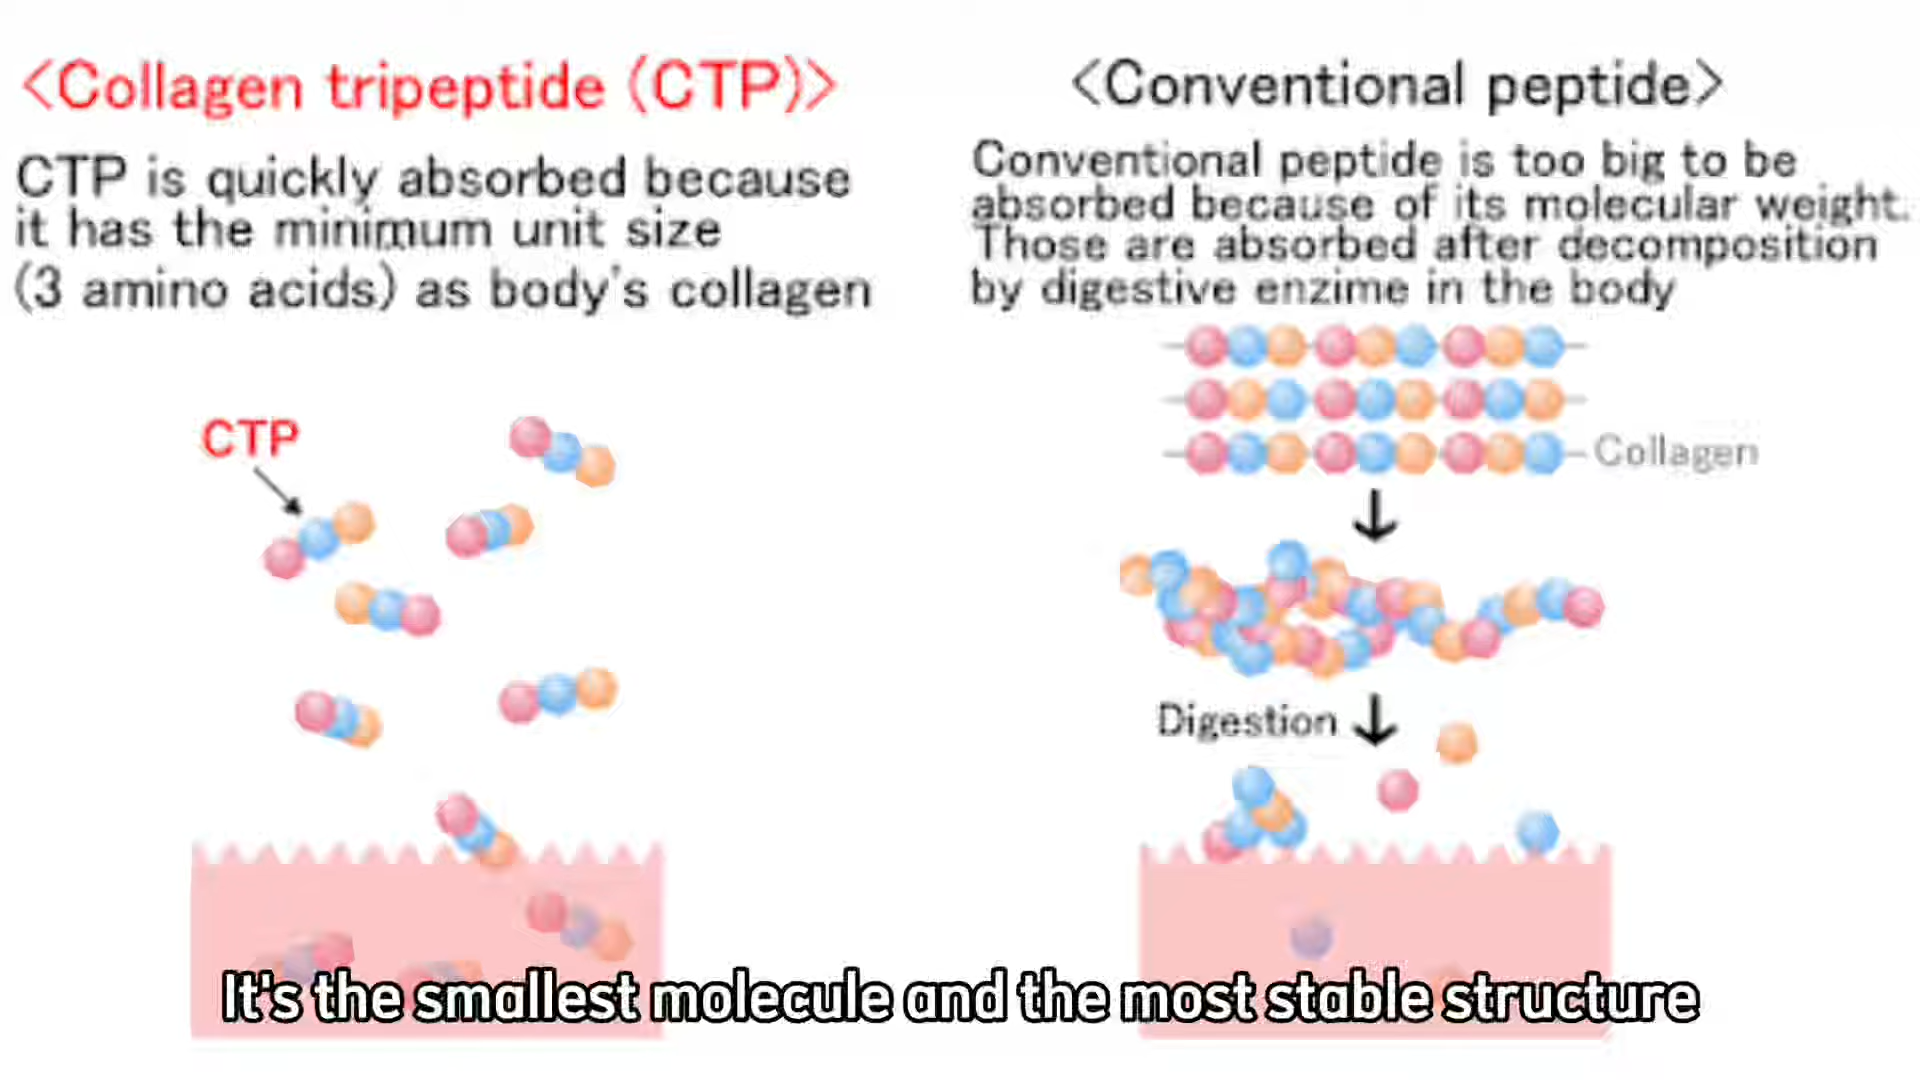 <Collagen tripeptide (CTP)>
CTP is quickly absorbed because
it has the minimum unit size
(3 amino acids) as body's collagen
CTP
<Conventional peptide>
Conventional peptide is too big to be
absorbed because of its molecular weight.
Those are absorbed after decomposition
by digestive enzime in the body
Collagen
Digestion
It's the smallest molecule and the most stable structure